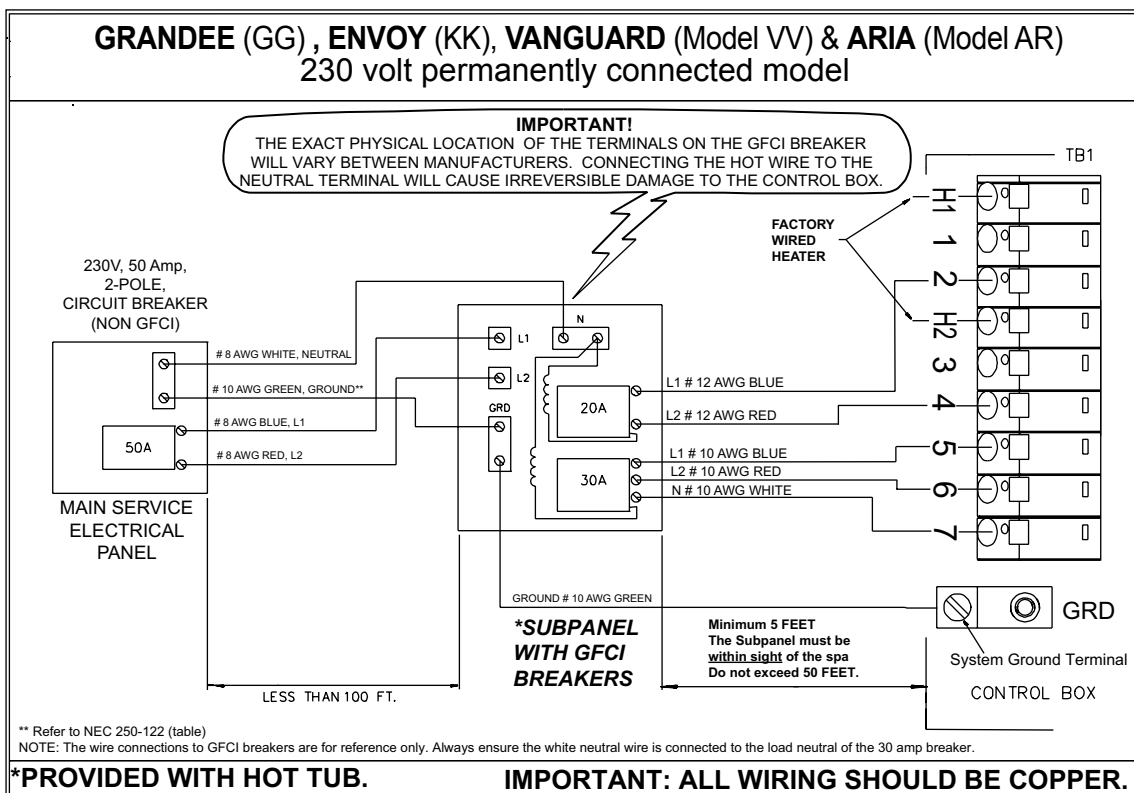 GRANDEE (GG) , ENVOY (KK), VANGUARD (Model VV) & ARIA (Model AR)
230 volt permanently connected model
IMPORTANT!
THE EXACT PHYSICAL LOCATION OF THE TERMINALS ON THE GFCI BREAKER
WILL VARY BETWEEN MANUFACTURERS. CONNECTING THE HOT WIRE TO THE
NEUTRAL TERMINAL WILL CAUSE IRREVERSIBLE DAMAGE TO THE CONTROL BOX.
TB1
FACTORY
WIRED
HEATER
H1
1
2
H2
3
4
5
6
7
230V, 50 Amp,
2-POLE,
CIRCUIT BREAKER
(NON GFCI)
# 8 AWG WHITE, NEUTRAL
# 10 AWG GREEN, GROUND**
# 8 AWG BLUE, L1
# 8 AWG RED, L2
50A
MAIN SERVICE
ELECTRICAL
PANEL
L1
N
L2
GRD
20A
30A
L1 # 12 AWG BLUE
L2 # 12 AWG RED
L1 # 10 AWG BLUE
L2 # 10 AWG RED
N # 10 AWG WHITE
GROUND # 10 AWG GREEN
*SUBPANEL
WITH GFCI
BREAKERS
Minimum 5 FEET
The Subpanel must be
within sight of the spa
Do not exceed 50 FEET.
GRD
System Ground Terminal
CONTROL BOX
LESS THAN 100 FT.
** Refer to NEC 250-122 (table)
NOTE: The wire connections to GFCI breakers are for reference only. Always ensure the white neutral wire is connected to the load neutral of the 30 amp breaker.
*PROVIDED WITH HOT TUB.
IMPORTANT: ALL WIRING SHOULD BE COPPER.